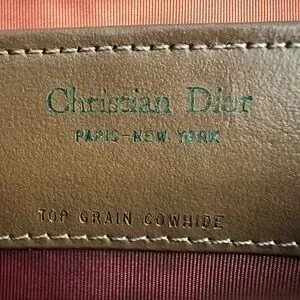 Christian Dior
PARIS-NEW YORK
TOP GRAIN COWHIDE